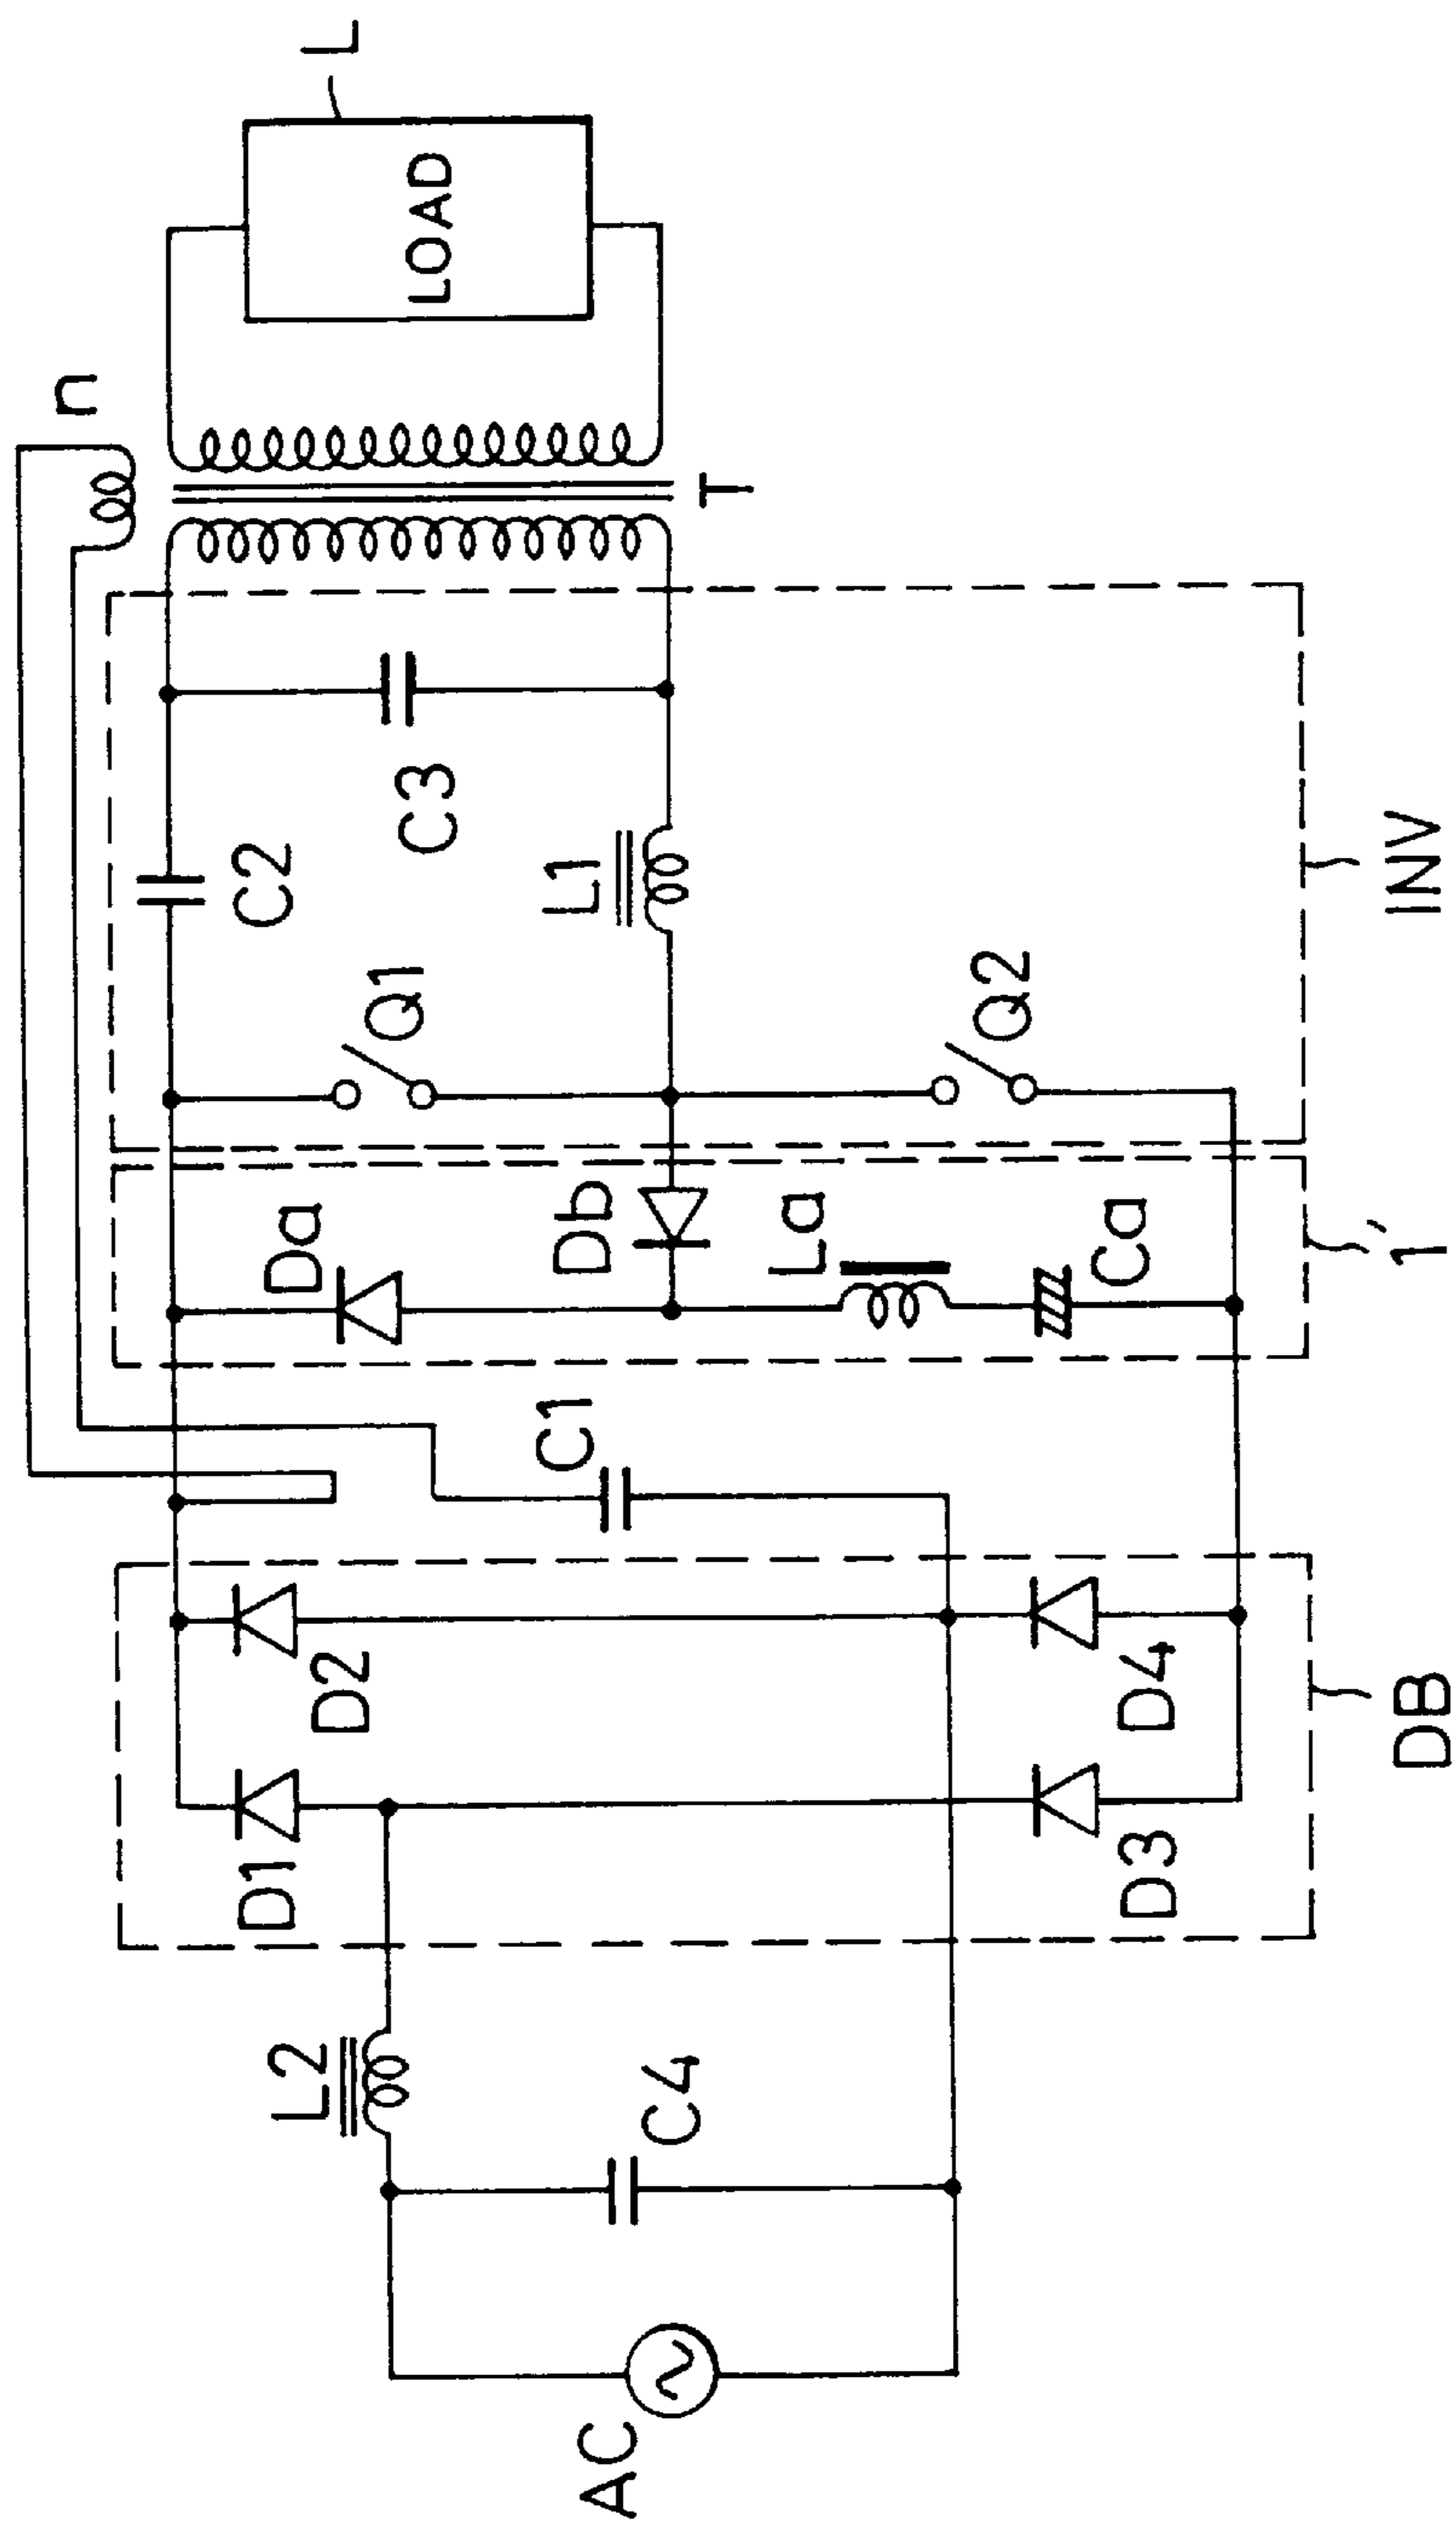 AC
L2
C4
D1
D2
D3
D4
DB
C1
Da
Db
La
Ca
1'
Q1
Q2
C2
C3
L1
INV
n
T
LOAD
L